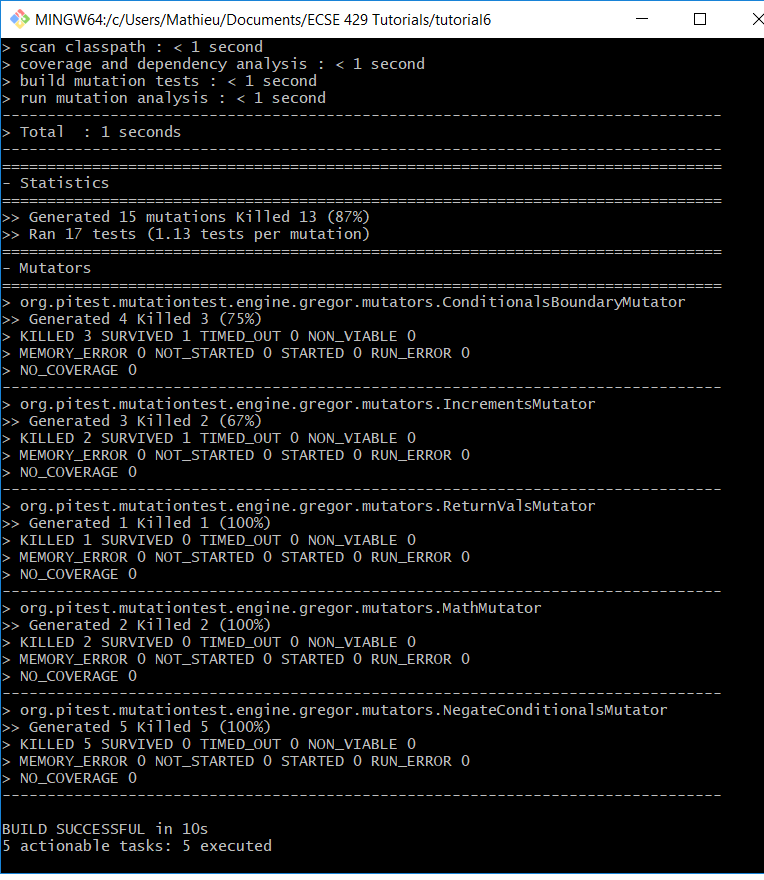 MINGW64:/c/Users/Mathieu/Documents/ECSE 429 Tutorials/tutorial6
> scan classpath : < 1 second
> coverage and dependency analysis : < 1 second
> build mutation tests : < 1 second
> run mutation analysis : < 1 second
--------------------------------------------------------------------------------
> Total  : 1 seconds
--------------------------------------------------------------------------------
================================================================================
- Statistics
================================================================================
>> Generated 15 mutations Killed 13 (87%)
>> Ran 17 tests (1.13 tests per mutation)
================================================================================
- Mutators
================================================================================
> org.pitest.mutationtest.engine.gregor.mutators.ConditionalsBoundaryMutator
>> Generated 4 Killed 3 (75%)
> KILLED 3 SURVIVED 1 TIMED_OUT 0 NON_VIABLE 0
> MEMORY_ERROR 0 NOT_STARTED 0 STARTED 0 RUN_ERROR 0
> NO_COVERAGE 0
--------------------------------------------------------------------------------
> org.pitest.mutationtest.engine.gregor.mutators.IncrementsMutator
>> Generated 3 Killed 2 (67%)
> KILLED 2 SURVIVED 1 TIMED_OUT 0 NON_VIABLE 0
> MEMORY_ERROR 0 NOT_STARTED 0 STARTED 0 RUN_ERROR 0
> NO_COVERAGE 0
--------------------------------------------------------------------------------
> org.pitest.mutationtest.engine.gregor.mutators.ReturnValsMutator
>> Generated 1 Killed 1 (100%)
> KILLED 1 SURVIVED 0 TIMED_OUT 0 NON_VIABLE 0
> MEMORY_ERROR 0 NOT_STARTED 0 STARTED 0 RUN_ERROR 0
> NO_COVERAGE 0
--------------------------------------------------------------------------------
> org.pitest.mutationtest.engine.gregor.mutators.MathMutator
>> Generated 2 Killed 2 (100%)
> KILLED 2 SURVIVED 0 TIMED_OUT 0 NON_VIABLE 0
> MEMORY_ERROR 0 NOT_STARTED 0 STARTED 0 RUN_ERROR 0
> NO_COVERAGE 0
--------------------------------------------------------------------------------
> org.pitest.mutationtest.engine.gregor.mutators.NegateConditionalsMutator
>> Generated 5 Killed 5 (100%)
> KILLED 5 SURVIVED 0 TIMED_OUT 0 NON_VIABLE 0
> MEMORY_ERROR 0 NOT_STARTED 0 STARTED 0 RUN_ERROR 0
> NO_COVERAGE 0
--------------------------------------------------------------------------------
BUILD SUCCESSFUL in 10s
5 actionable tasks: 5 executed